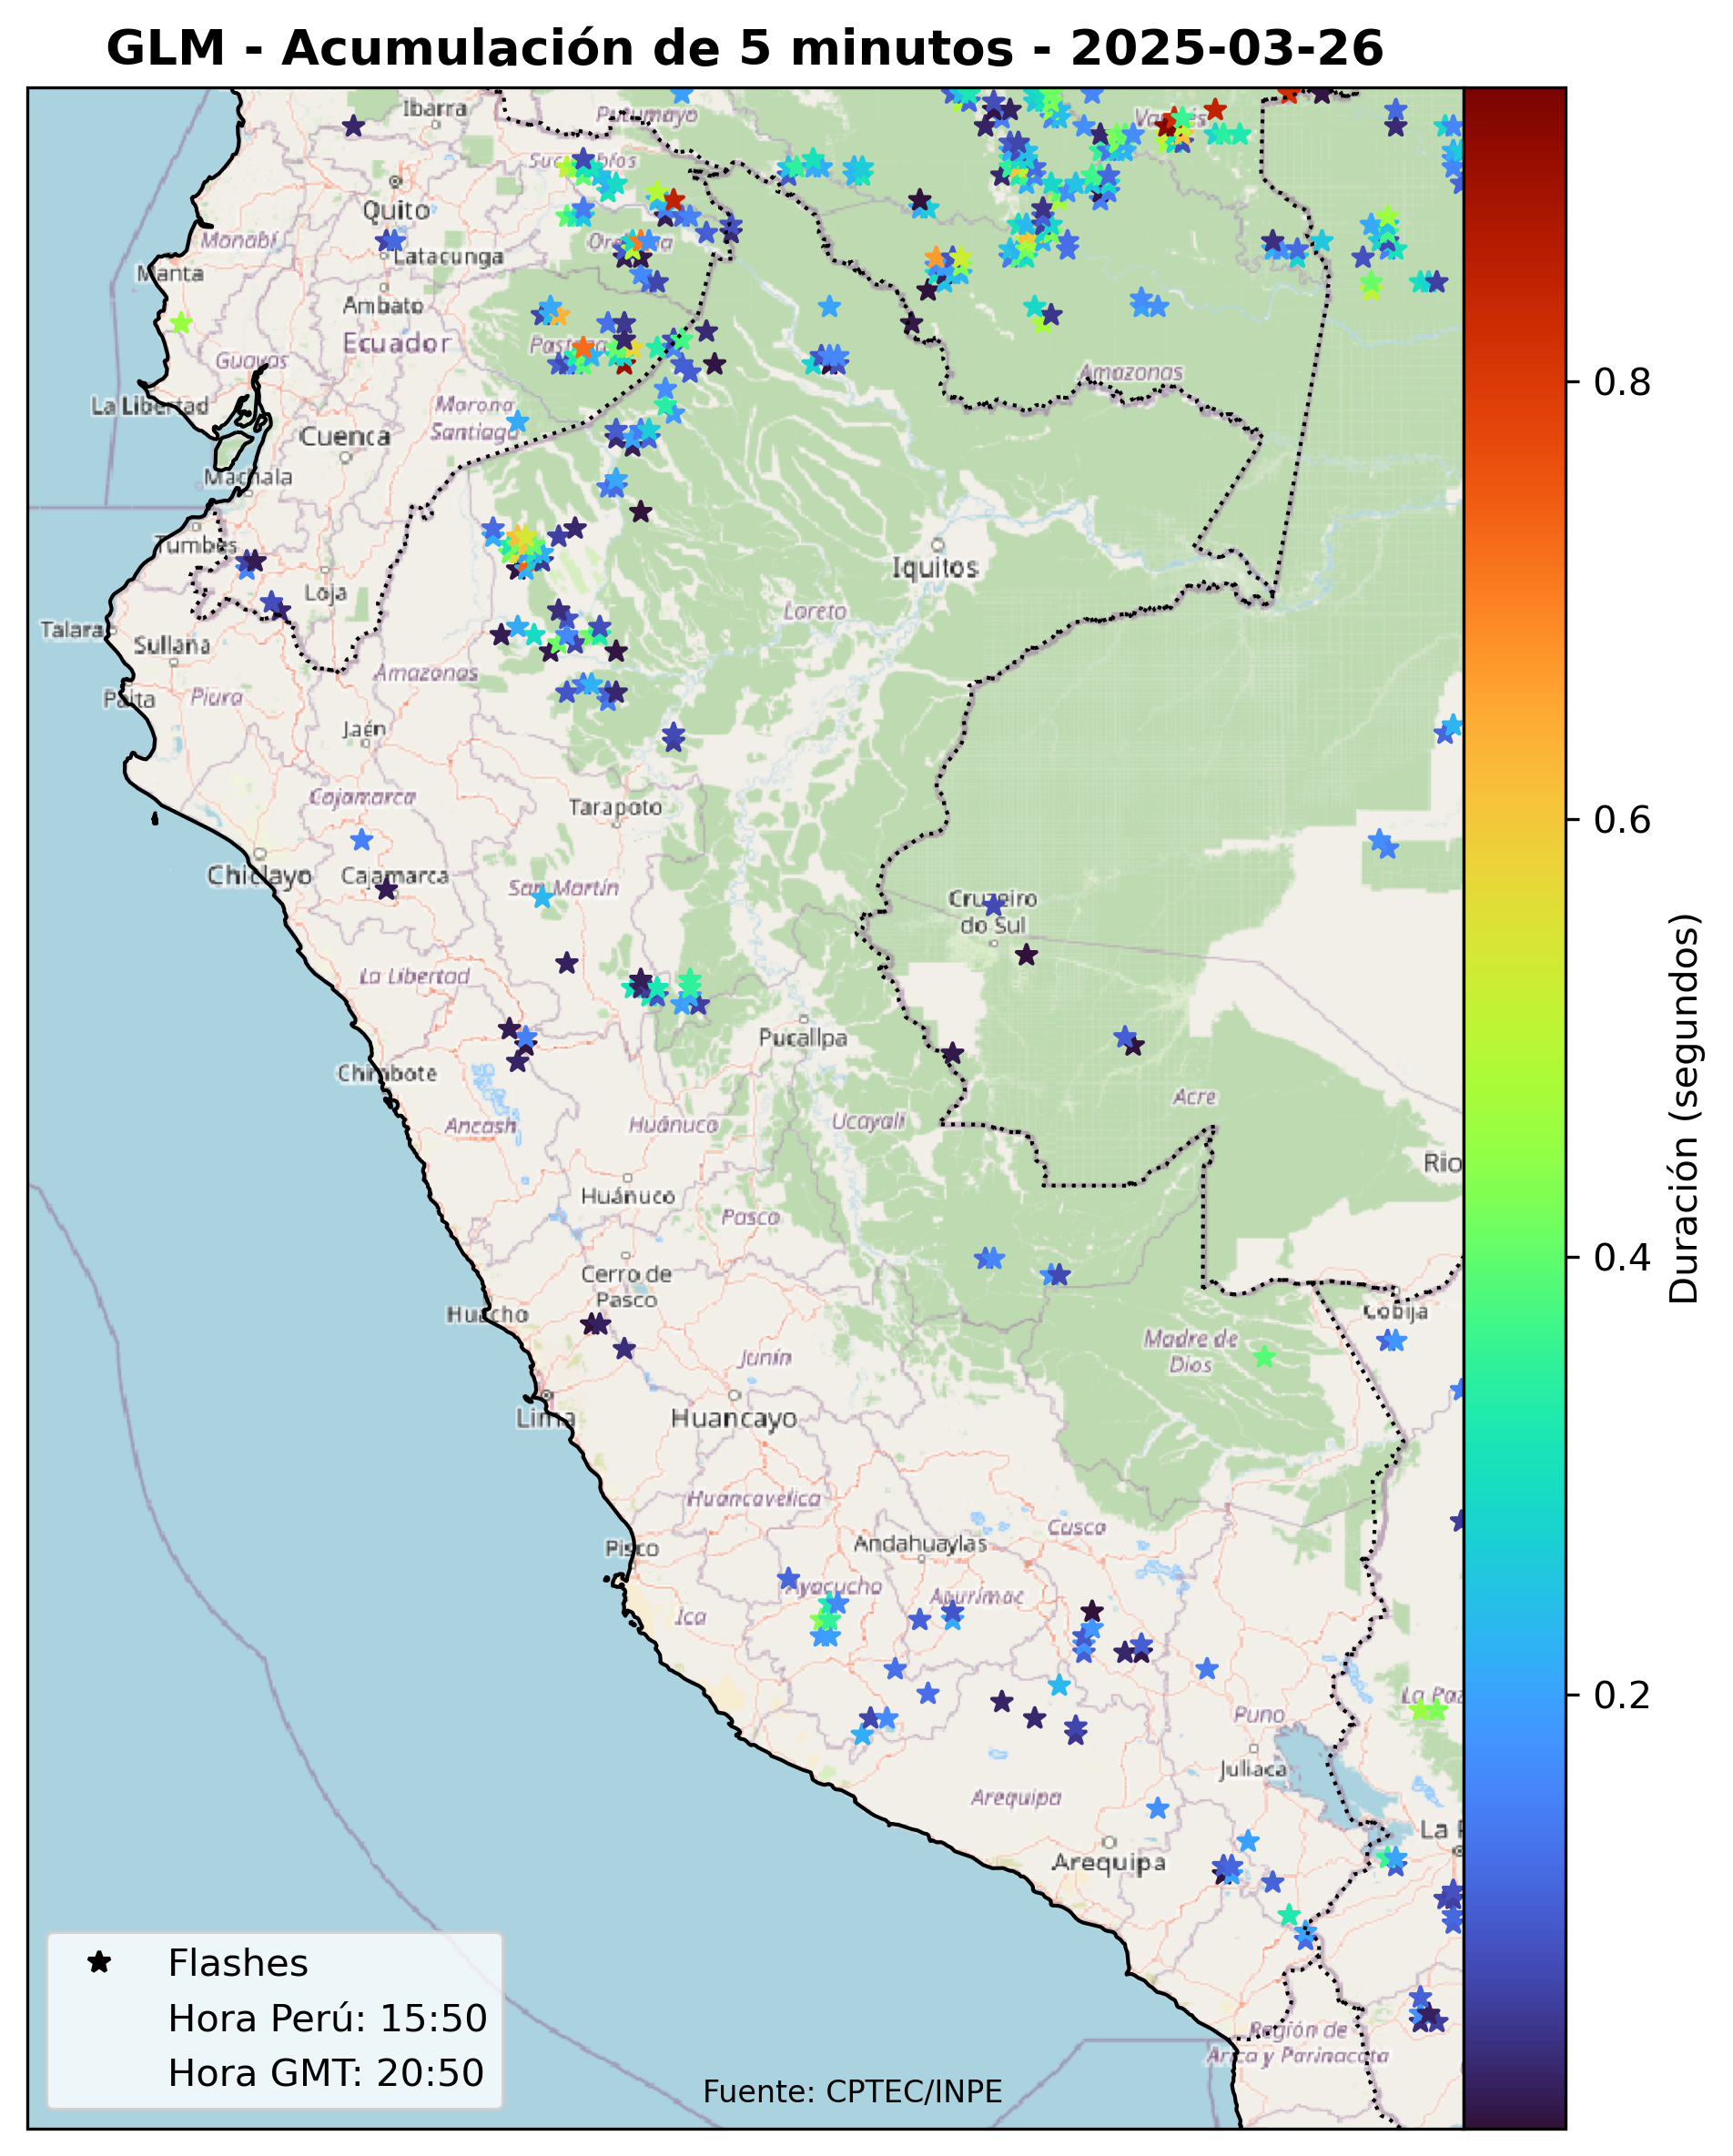 GLM - Acumulación de 5 minutos - 2025-03-26
Ibarra
Putumayo
Sucumbíos
Quito
Manabí
Latacunga
Manta
Ambato
Ecuador
Guayas
Amazonas
La Libertad
Morona
Santiago
Cuenca
Machala
Tumbes
Iquitos
Loja
Loreto
Talara
Sullana
Amazonas
Paita
Piura
Jaén
Cajamarca
Tarapoto
Chiclayo
Cajamarca
San Martín
Cruzeiro
do Sul
La Libertad
Pucallpa
Chimbote
Acre
Ancash
Huánuco
Ucayali
Rio
Huánuco
Pasco
Cerro de
Pasco
Huacho
Cobija
Madre de
Dios
Junín
Lima
Huancayo
Huancavelica
Cusco
Pisco
Andahuaylas
Ayacucho
Apurímac
Ica
La Paz
Puno
Juliaca
Arequipa
La P
Arequipa
Región de
Arica y Parinacota
Flashes
Hora Perú: 15:50
Hora GMT: 20:50
Fuente: CPTEC/INPE
0.8
0.6
0.4
0.2
Duración (segundos)